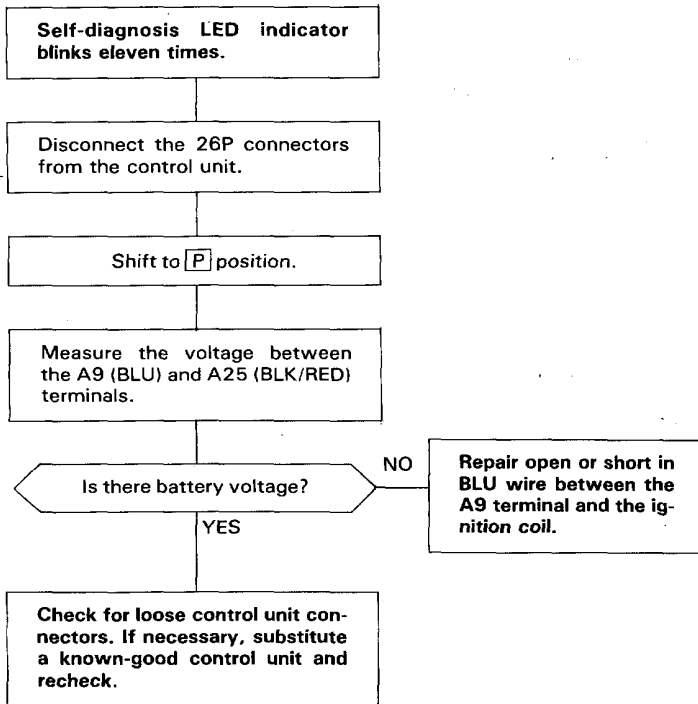 Self-diagnosis LED indicator
blinks eleven times.
Disconnect the 26P connectors
from the control unit.
Shift to P position.
Measure the voltage between
the A9 (BLU) and A25 (BLK/RED)
terminals.
Is there battery voltage?
NO
Repair open or short in
BLU wire between the
A9 terminal and the ig-
nition coil.
YES
Check for loose control unit con-
nectors. If necessary, substitute
a known-good control unit and
recheck.